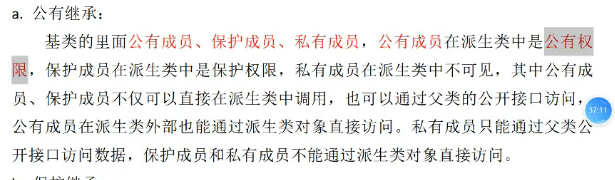 a. 公有继承：
基类的里面公有成员、保护成员、私有成员，公有成员在派生类中是公有权
限，保护成员在派生类中是保护权限，私有成员在派生类中不可见，其中公有成
员、保护成员不仅可以直接在派生类中调用，也可以通过父类的公开接口访问，
37:11
公有成员在派生类外部也能通过派生类对象直接访问。私有成员只能通过父类公
开接口访问数据，保护成员和私有成员不能通过派生类对象直接访问。